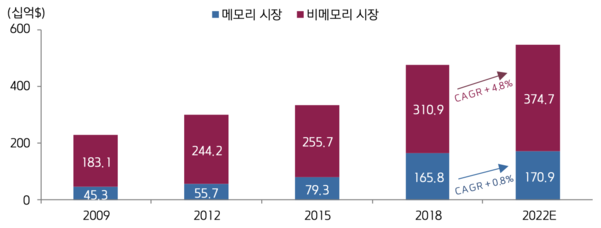 (십억$)
메모리 시장 비메모리 시장
600
400
200
0
183.1 244.2 255.7 310.9 374.7
45.3 55.7 79.3 165.8 170.9
CAGR + 4.8%
CAGR + 0.8%
2009 2012 2015 2018 2022E